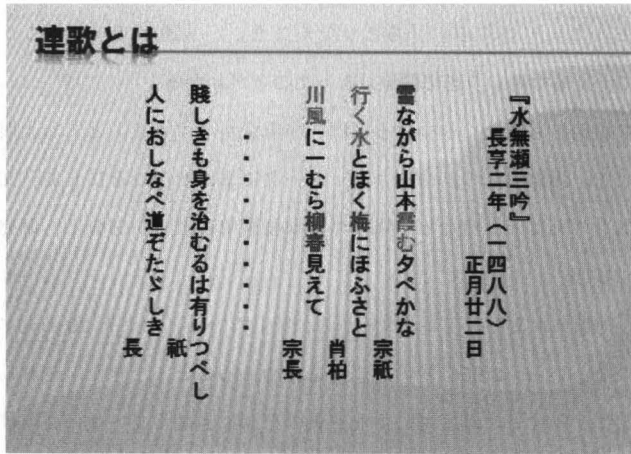 連歌とは
『水無瀬三吟』
長享二年(一四八八)
正月廿二日
雪ながら山本霞む夕べかな
宗祇
行く水とほく梅にほふさと
肖柏
川風に一むら柳春見えて
宗長
・・・・・・・・・
賤しきも身を治むるは有りつべし
祇
人におしなべ道ぞたゞしき
長